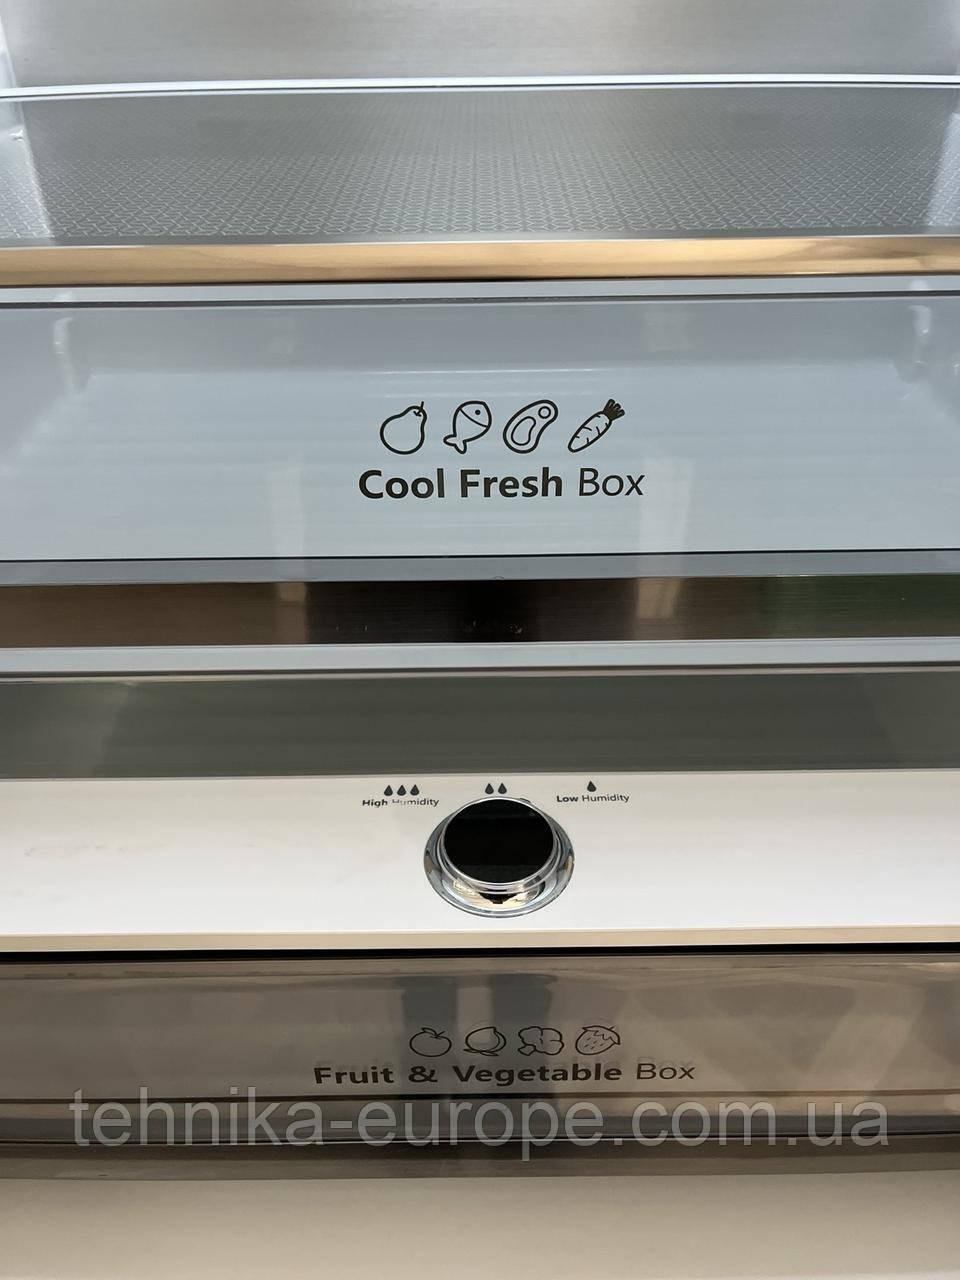 Cool Fresh Box
High Humidity
Low Humidity
Fruit & Vegetable Box
tehnika-europe.com.ua